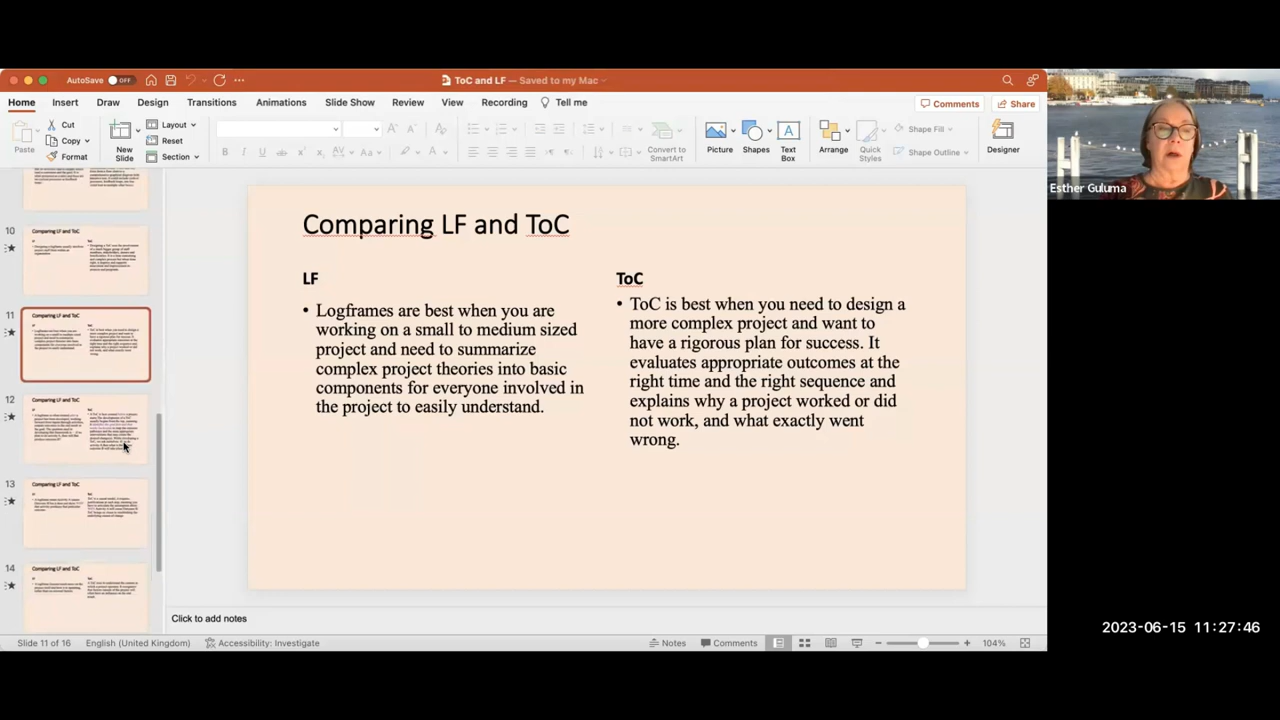 AutoSave OFF
ToC and LF — Saved to my Mac
Home Insert Draw Design Transitions Animations Slide Show Review View Recording Tell me
Comments Share
Paste
Cut
Copy
Format
New
Slide
Layout
Reset
Section
Convert to
SmartArt
Picture
Shapes
Text
Box
Arrange
Quick
Styles
Shape Fill
Shape Outline
Designer
Esther Guluma
10
Comparing LF and ToC
11
Comparing LF and ToC
12
Comparing LF and ToC
13
Comparing LF and ToC
14
Comparing LF and ToC
Comparing LF and ToC
LF
• Logframes are best when you are
working on a small to medium sized
project and need to summarize
complex project theories into basic
components for everyone involved in
the project to easily understand.
ToC
• ToC is best when you need to design a
more complex project and want to
have a rigorous plan for success. It
evaluates appropriate outcomes at the
right time and the right sequence and
explains why a project worked or did
not work, and what exactly went
wrong.
Click to add notes
Slide 11 of 16 English (United Kingdom) Accessibility: Investigate
Notes Comments 104%
2023-06-15 11:27:46